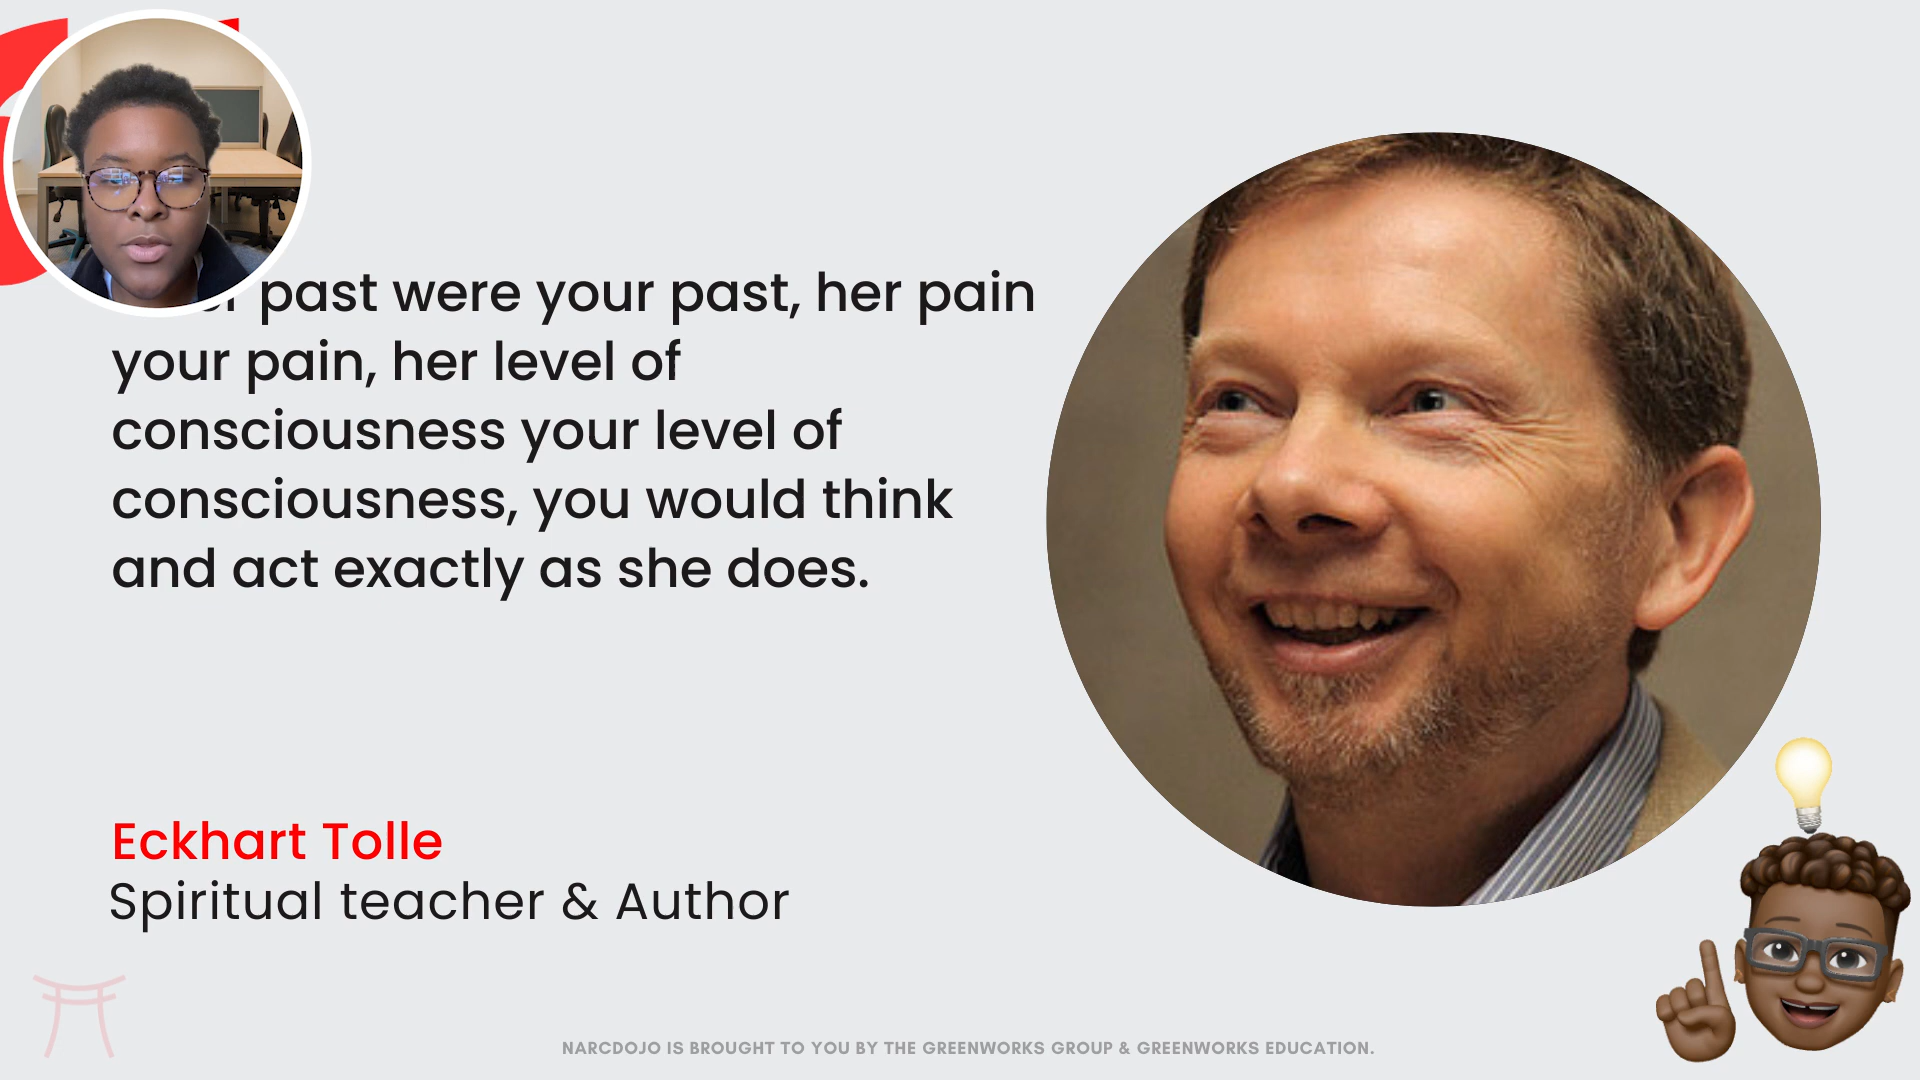 past were your past, her pain
your pain, her level of
consciousness your level of
consciousness, you would think
and act exactly as she does.
Eckhart Tolle
Spiritual teacher & Author
NARCDOJO IS BROUGHT TO YOU BY THE GREENWORKS GROUP & GREENWORKS EDUCATION.